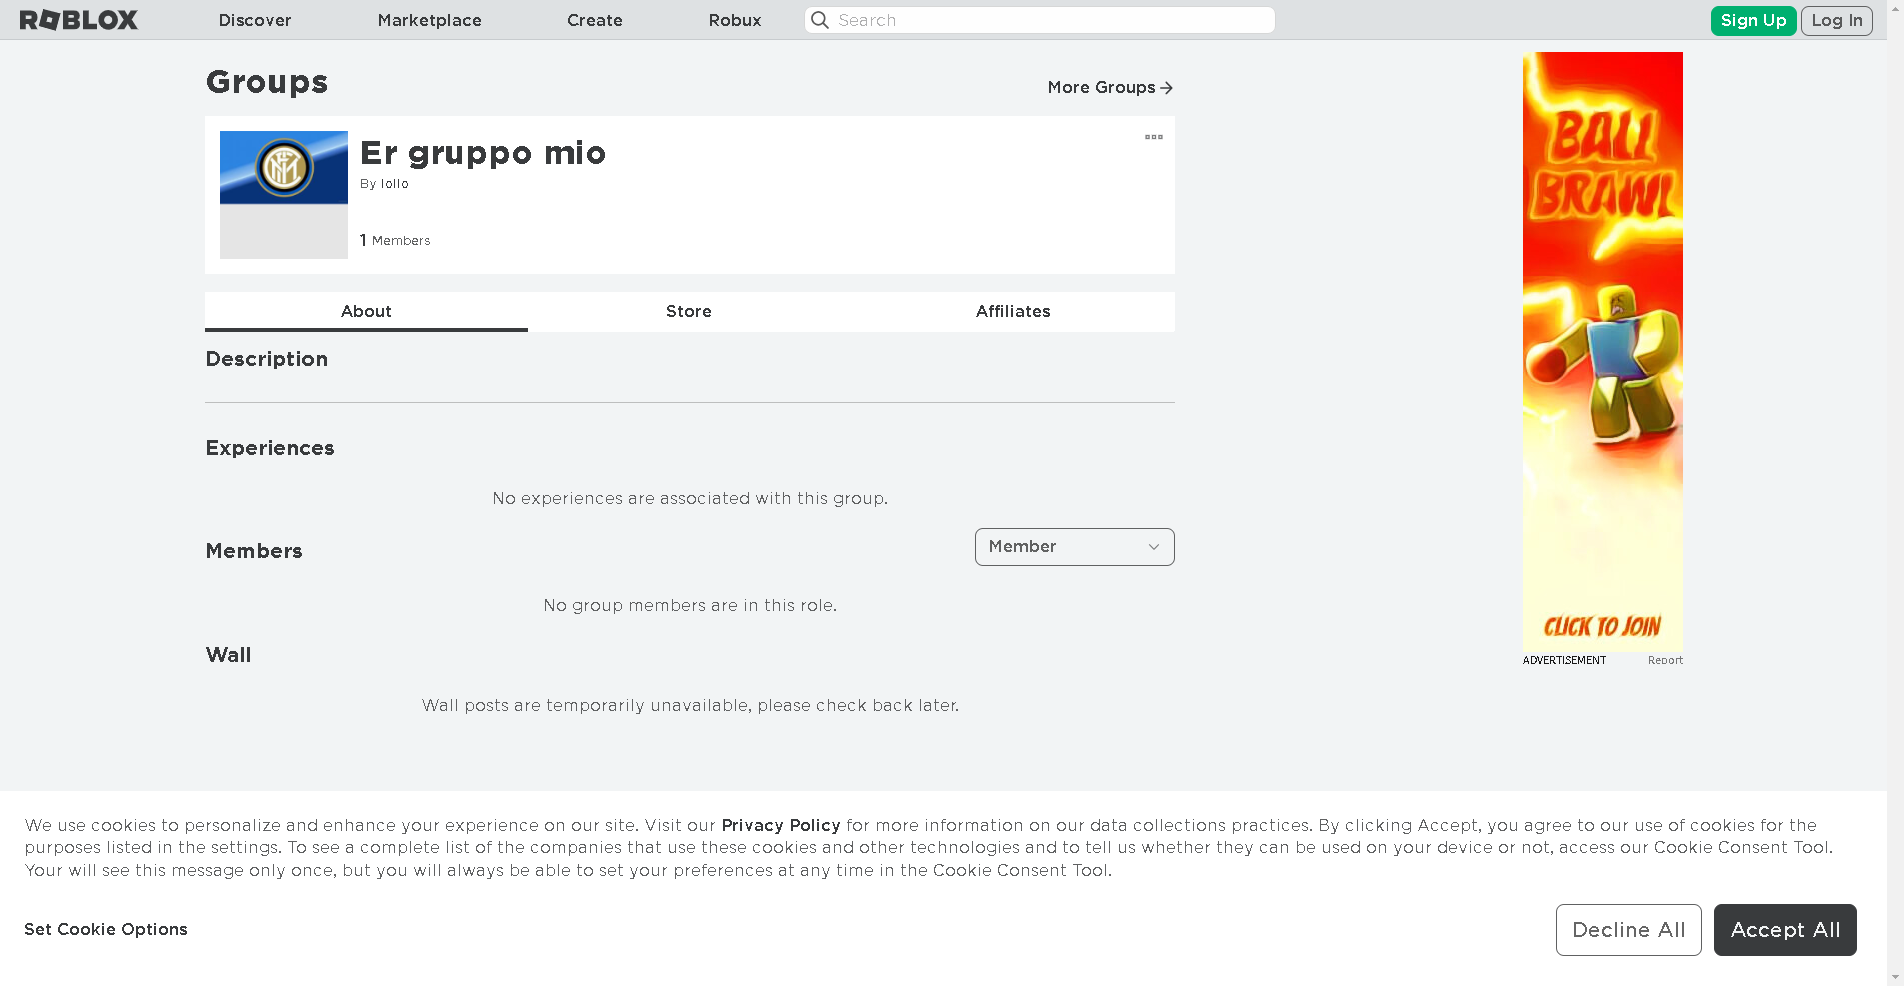 ROBLOX
Discover
Marketplace
Create
Robux
Search
Sign Up
Log In
Groups
More Groups
Er gruppo mio
By lollo
1 Members
About
Store
Affiliates
Description
Experiences
No experiences are associated with this group.
Members
Member
No group members are in this role.
Wall
Wall posts are temporarily unavailable, please check back later.
BALL
BRAWL
CLICK TO JOIN
ADVERTISEMENT
Report
We use cookies to personalize and enhance your experience on our site. Visit our Privacy Policy for more information on our data collections practices. By clicking Accept, you agree to our use of cookies for the
purposes listed in the settings. To see a complete list of the companies that use these cookies and other technologies and to tell us whether they can be used on your device or not, access our Cookie Consent Tool.
Your will see this message only once, but you will always be able to set your preferences at any time in the Cookie Consent Tool.
Set Cookie Options
Decline All
Accept All